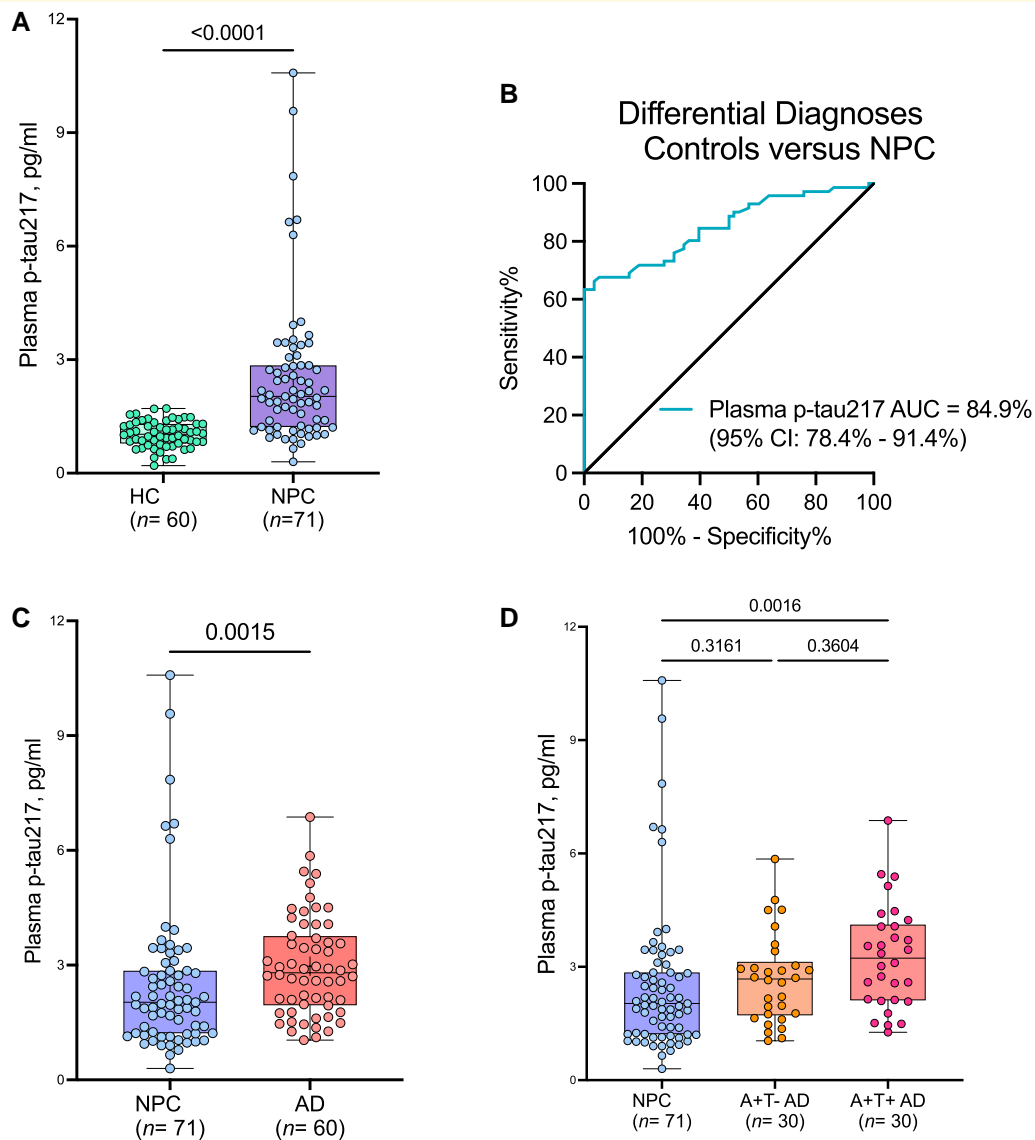 A
12
9
6
3
0
Plasma p-tau217, pg/ml
<0.0001
HC
(n= 60)
NPC
(n=71)
B
Differential Diagnoses
Controls versus NPC
100
80
60
40
20
0
Sensitivity%
Plasma p-tau217 AUC = 84.9%
(95% CI: 78.4% - 91.4%)
0 20 40 60 80 100
100% - Specificity%
C
12
9
6
3
0
Plasma p-tau217, pg/ml
0.0015
NPC
(n= 71)
AD
(n= 60)
D
12
9
6
3
0
Plasma p-tau217, pg/ml
0.0016
0.3161
0.3604
NPC
(n= 71)
A+T- AD
(n= 30)
A+T+ AD
(n= 30)